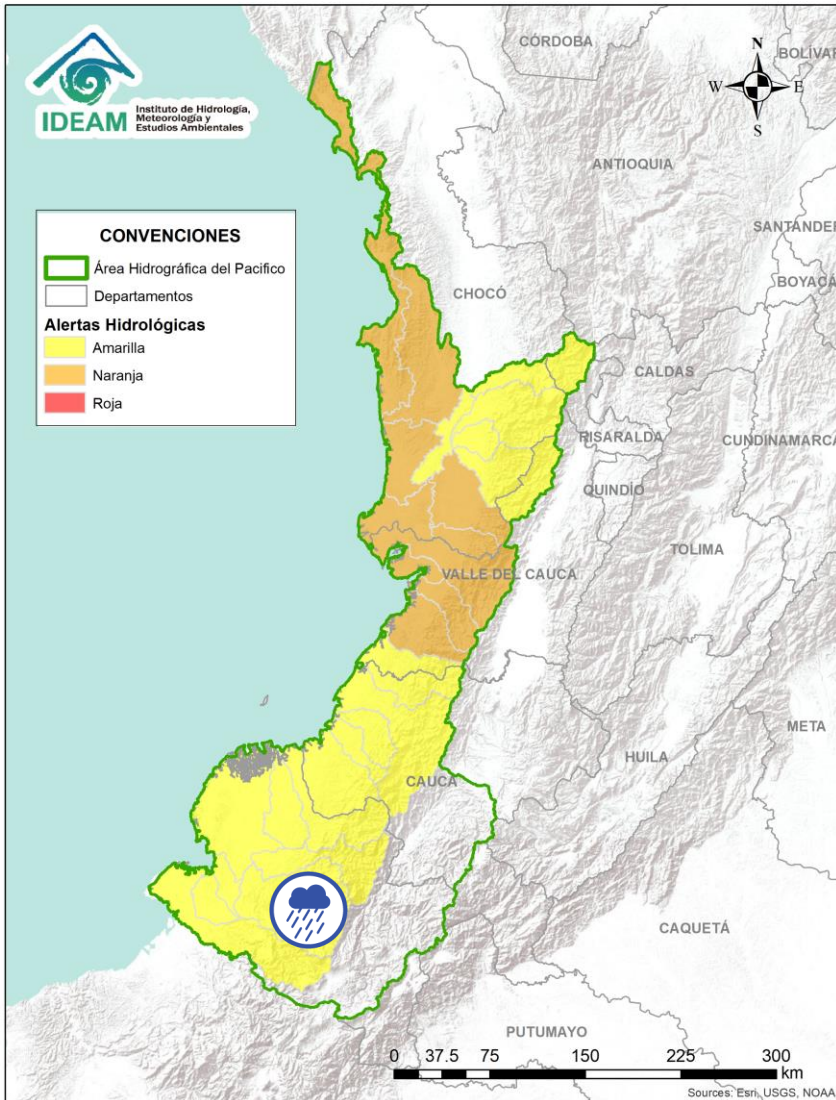 IDEAM
Instituto de Hidrología,
Meteorología y
Estudios Ambientales
CÓRDOBA
BOLÍVAR
N
W
E
S
ANTIOQUIA
SANTANDER
BOYACÁ
CONVENCIONES
Área Hidrográfica del Pacifico
Departamentos
Alertas Hidrológicas
Amarilla
Naranja
Roja
CHOCÓ
CALDAS
RISARALDA
CUNDINAMARCA
QUINDÍO
TOLIMA
VALLE DEL CAUCA
META
HUILA
CAUCA
CAQUETÁ
PUTUMAYO
0 37.5 75 150 225 300
km
Sources: Esri, USGS, NOAA